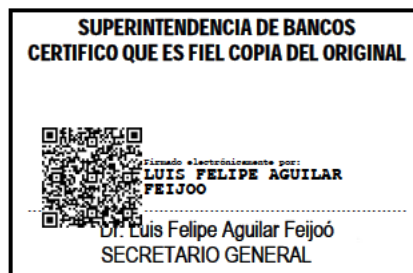 SUPERINTENDENCIA DE BANCOS
CERTIFICO QUE ES FIEL COPIA DEL ORIGINAL
Firmado electrónicamente por:
LUIS FELIPE AGUILAR
FEIJOO
Dr. Luis Felipe Aguilar Feijoó
SECRETARIO GENERAL